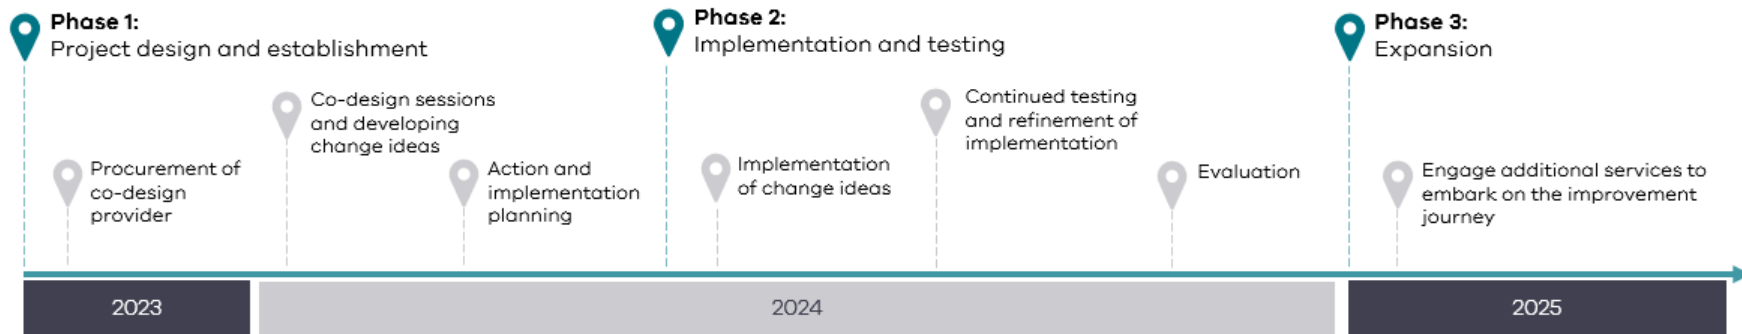 Phase 1:
Project design and establishment
Procurement of
co-design
provider
Co-design sessions
and developing
change ideas
Action and
implementation
planning
Phase 2:
Implementation and testing
Implementation
of change ideas
Continued testing
and refinement of
implementation
Evaluation
Phase 3:
Expansion
Engage additional services to
embark on the improvement
journey
2023
2024
2025